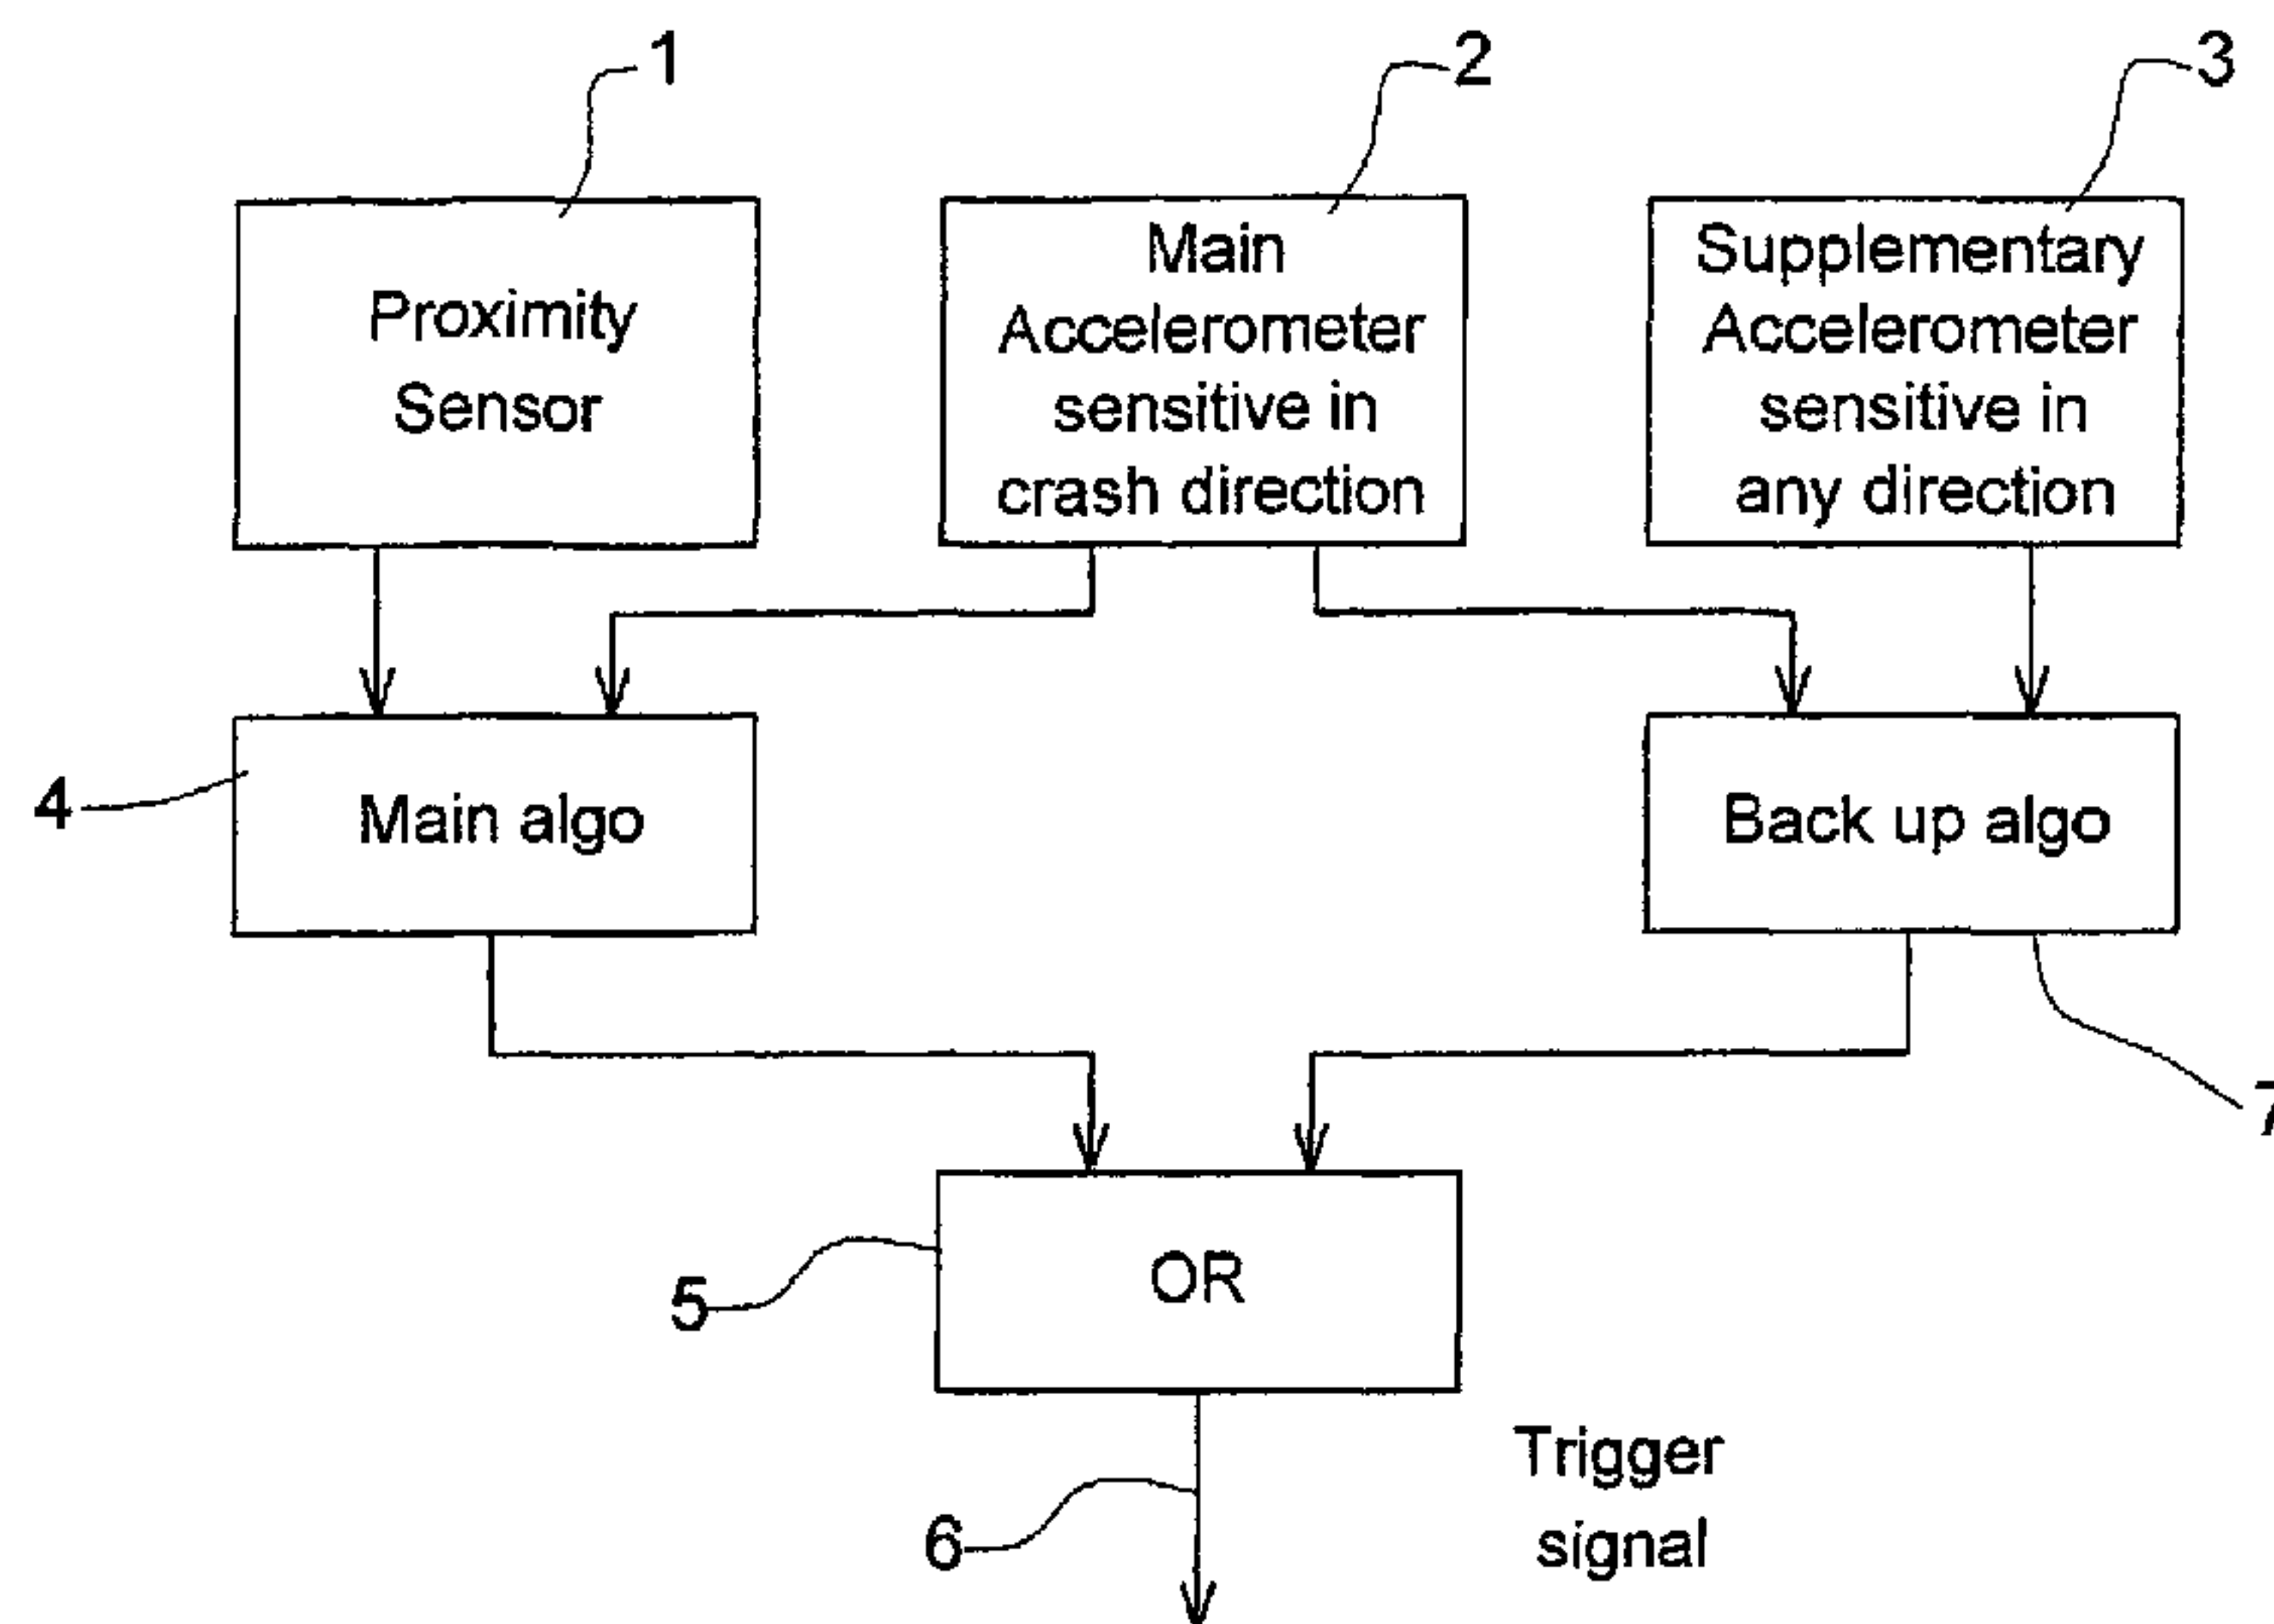 1
2
3
Proximity
Sensor
Main
Accelerometer
sensitive in
crash direction
Supplementary
Accelerometer
sensitive in
any direction
4
Main algo
Back up algo
7
5
OR
6
Trigger
signal